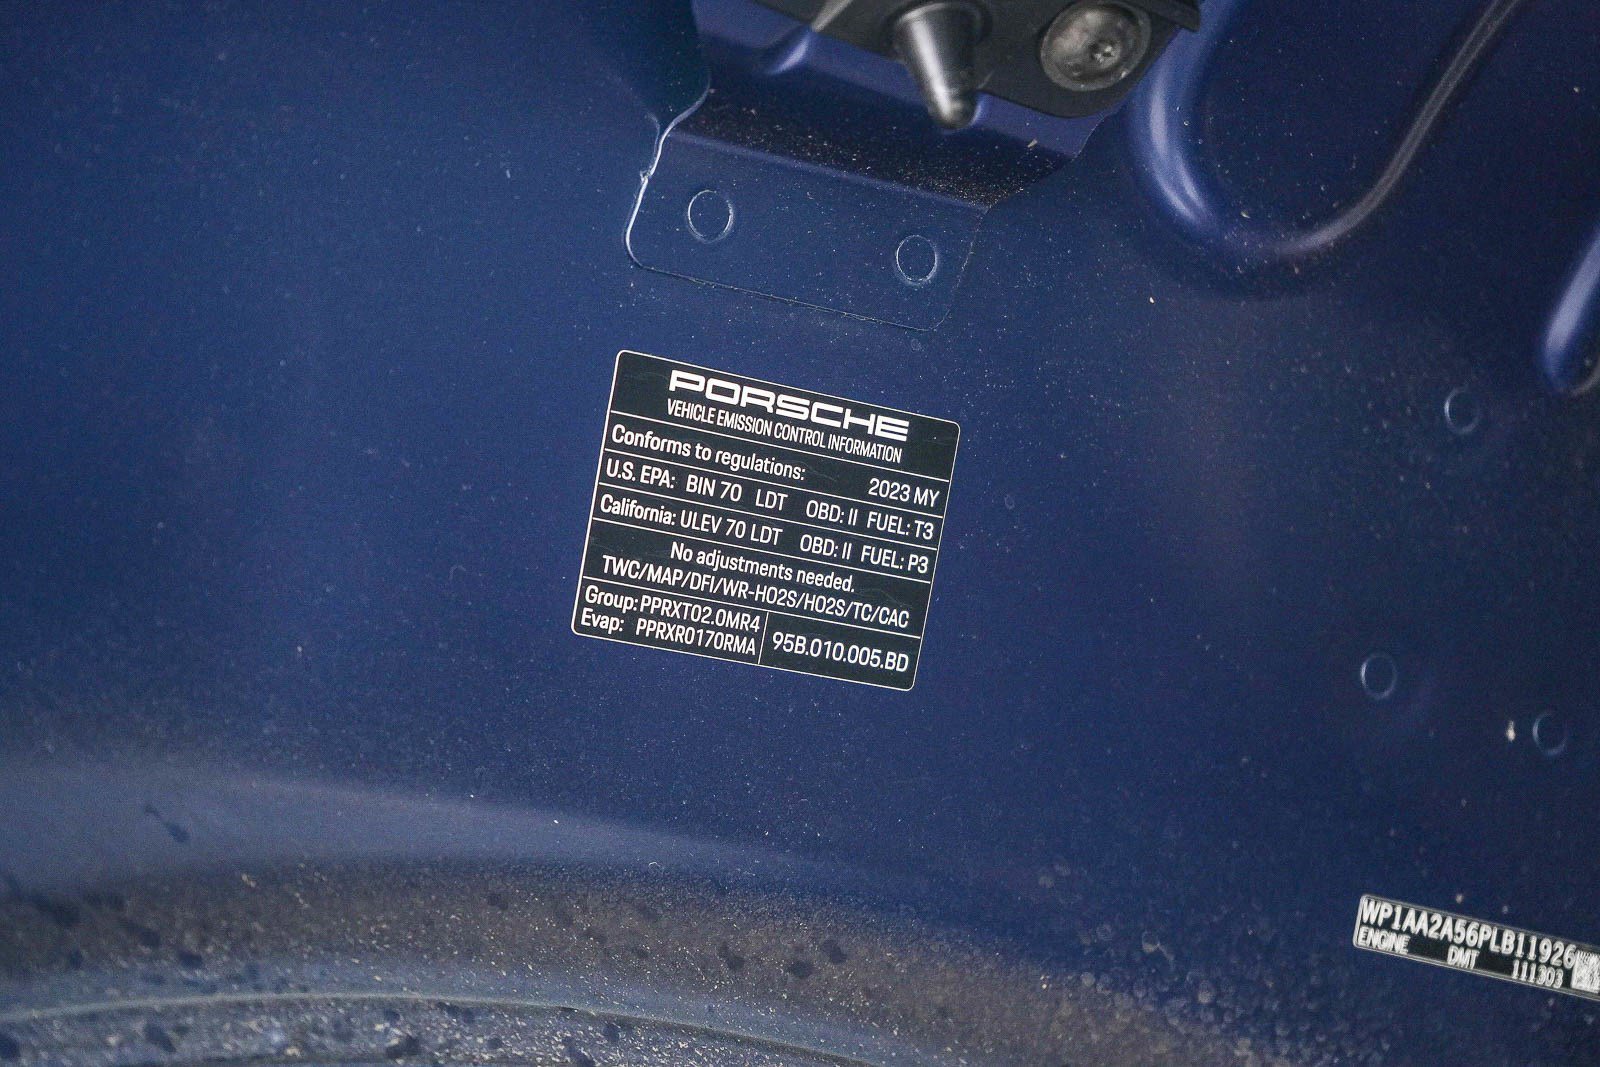 PORSCHE
VEHICLE EMISSION CONTROL INFORMATION
Conforms to regulations: 2023 MY
U.S. EPA: BIN 70 LDT OBD: II FUEL: T3
California: ULEV 70 LDT OBD: II FUEL: P3
No adjustments needed.
TWC/MAP/DFI/WR-HO2S/HO2S/TC/CAC
Group: PPRXT02.0MR4
Evap: PPRXR0170RMA
95B.010.005.BD
WP1AA2A56PLB11926
ENGINE DMT 111303